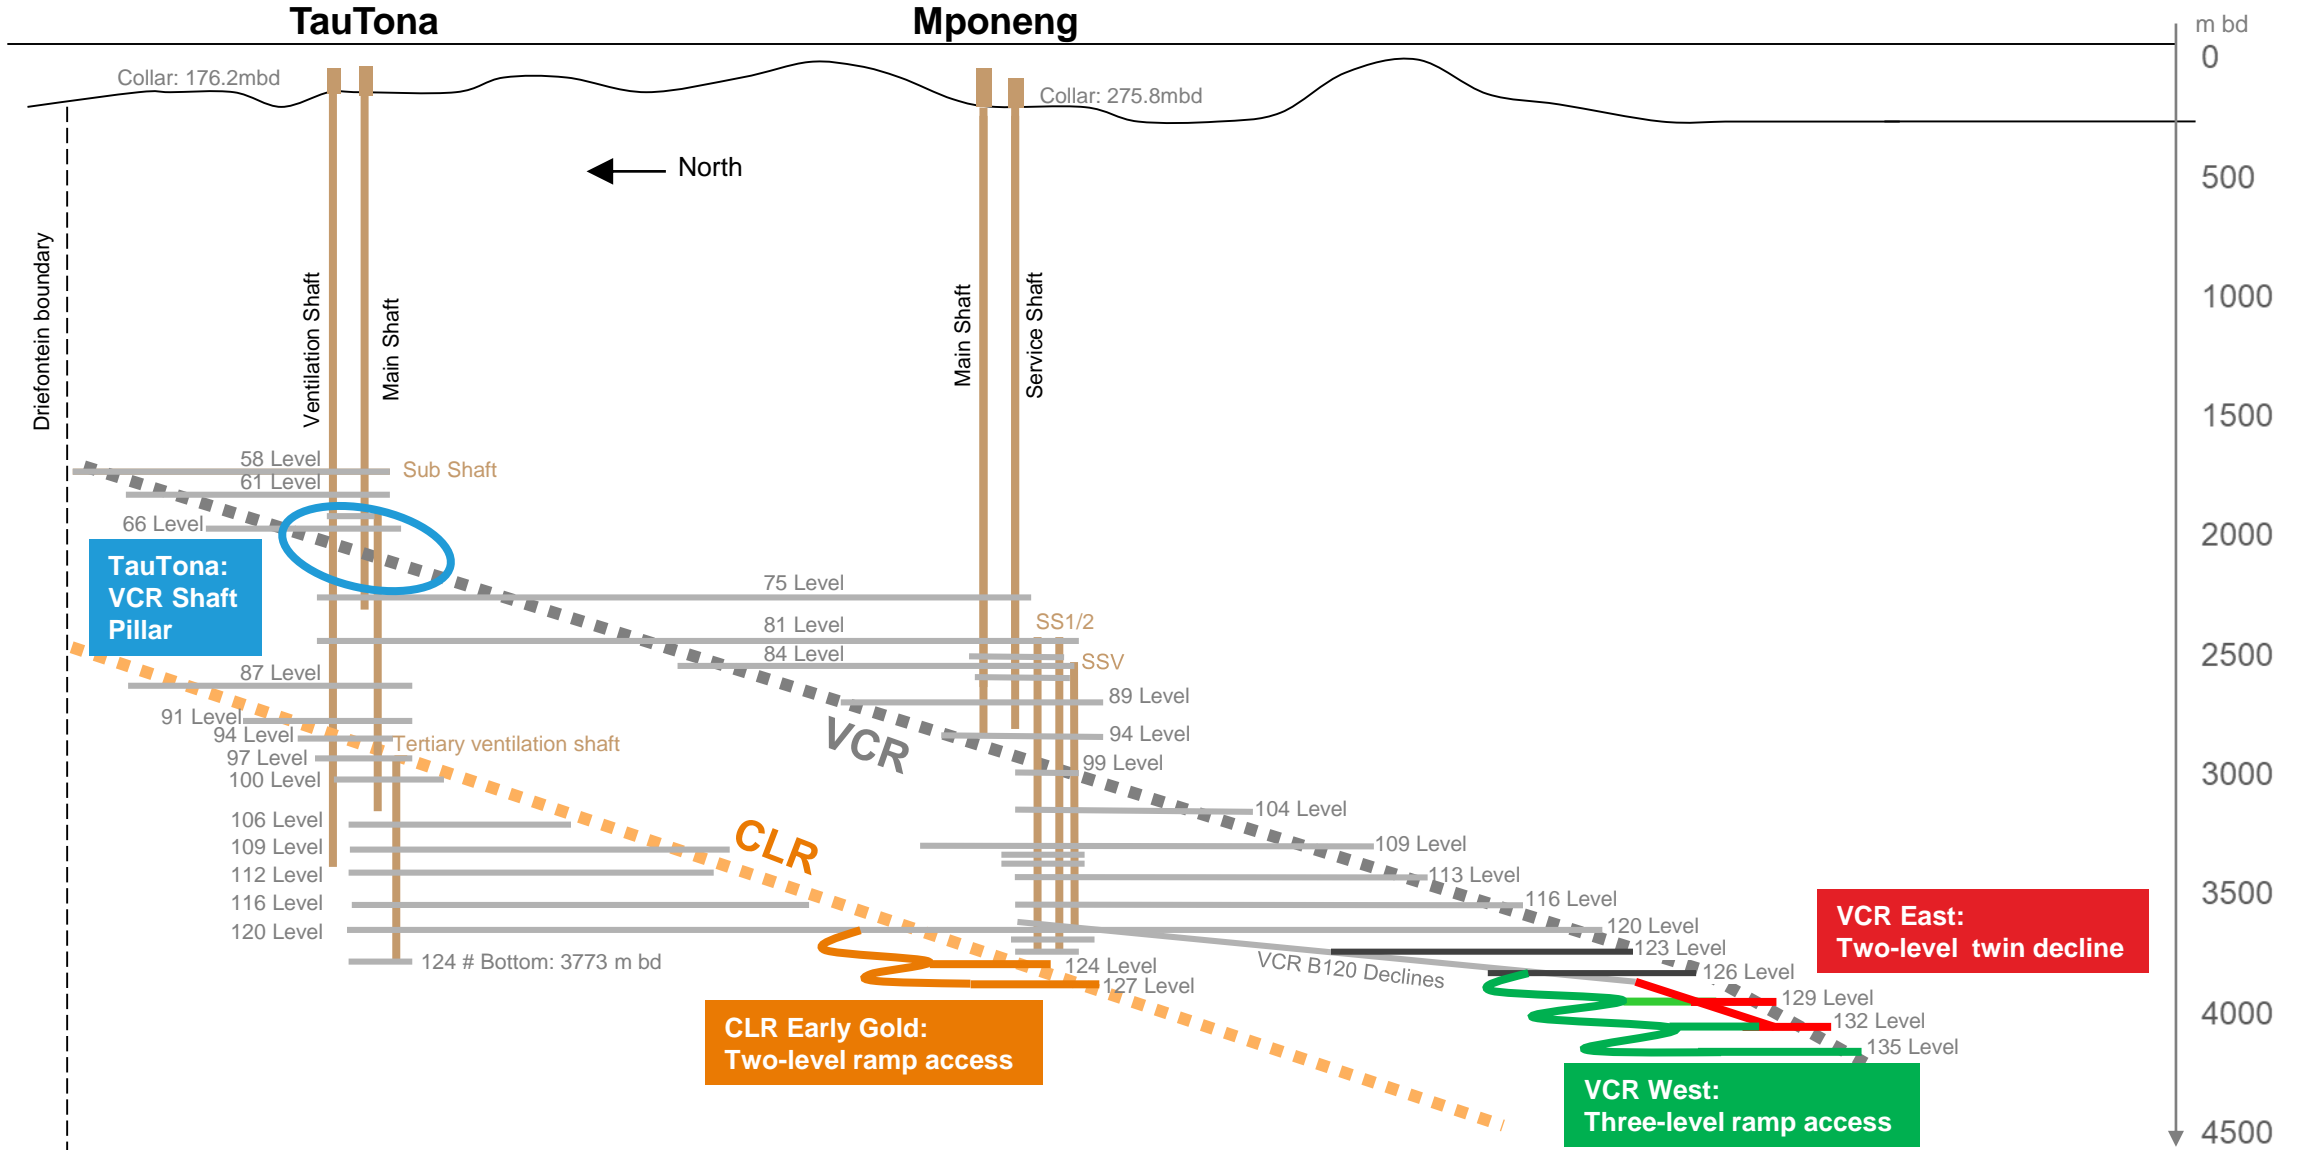 TauTona
Mponeng
m bd
0
Collar: 176.2mbd
Collar: 275.8mbd
North
500
1000
1500
2000
2500
3000
3500
4000
4500
Driefontein boundary
Ventilation Shaft
Main Shaft
Main Shaft
Service Shaft
58 Level
Sub Shaft
61 Level
66 Level
TauTona:
VCR Shaft
Pillar
75 Level
81 Level
SS1/2
84 Level
SSV
87 Level
89 Level
91 Level
94 Level
Tertiary ventilation shaft
97 Level
100 Level
VCR
94 Level
99 Level
104 Level
106 Level
109 Level
112 Level
116 Level
120 Level
124 # Bottom: 3773 m bd
CLR
109 Level
113 Level
116 Level
120 Level
123 Level
VCR B120 Declines
124 Level
127 Level
126 Level
129 Level
132 Level
135 Level
VCR East:
Two-level twin decline
CLR Early Gold:
Two-level ramp access
VCR West:
Three-level ramp access